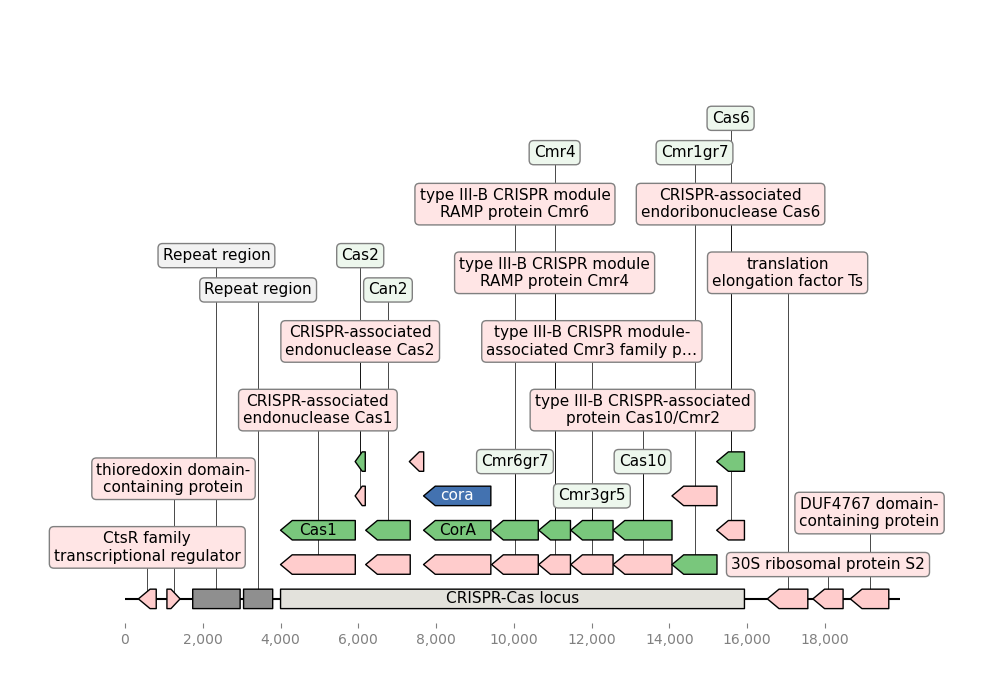 Cas6
Cmr4
Cmr1gr7
type III-B CRISPR module
RAMP protein Cmr6
CRISPR-associated
endoribonuclease Cas6
Repeat region
Cas2
type III-B CRISPR module
RAMP protein Cmr4
translation
elongation factor Ts
Repeat region
Can2
CRISPR-associated
endonuclease Cas2
type III-B CRISPR module-
associated Cmr3 family p...
CRISPR-associated
endonuclease Cas1
type III-B CRISPR-associated
protein Cas10/Cmr2
thioredoxin domain-
containing protein
Cmr6gr7
Cas10
cora
Cmr3gr5
DUF4767 domain-
containing protein
CtsR family
transcriptional regulator
Cas1
CorA
30S ribosomal protein S2
CRISPR-Cas locus
0
2,000
4,000
6,000
8,000
10,000
12,000
14,000
16,000
18,000